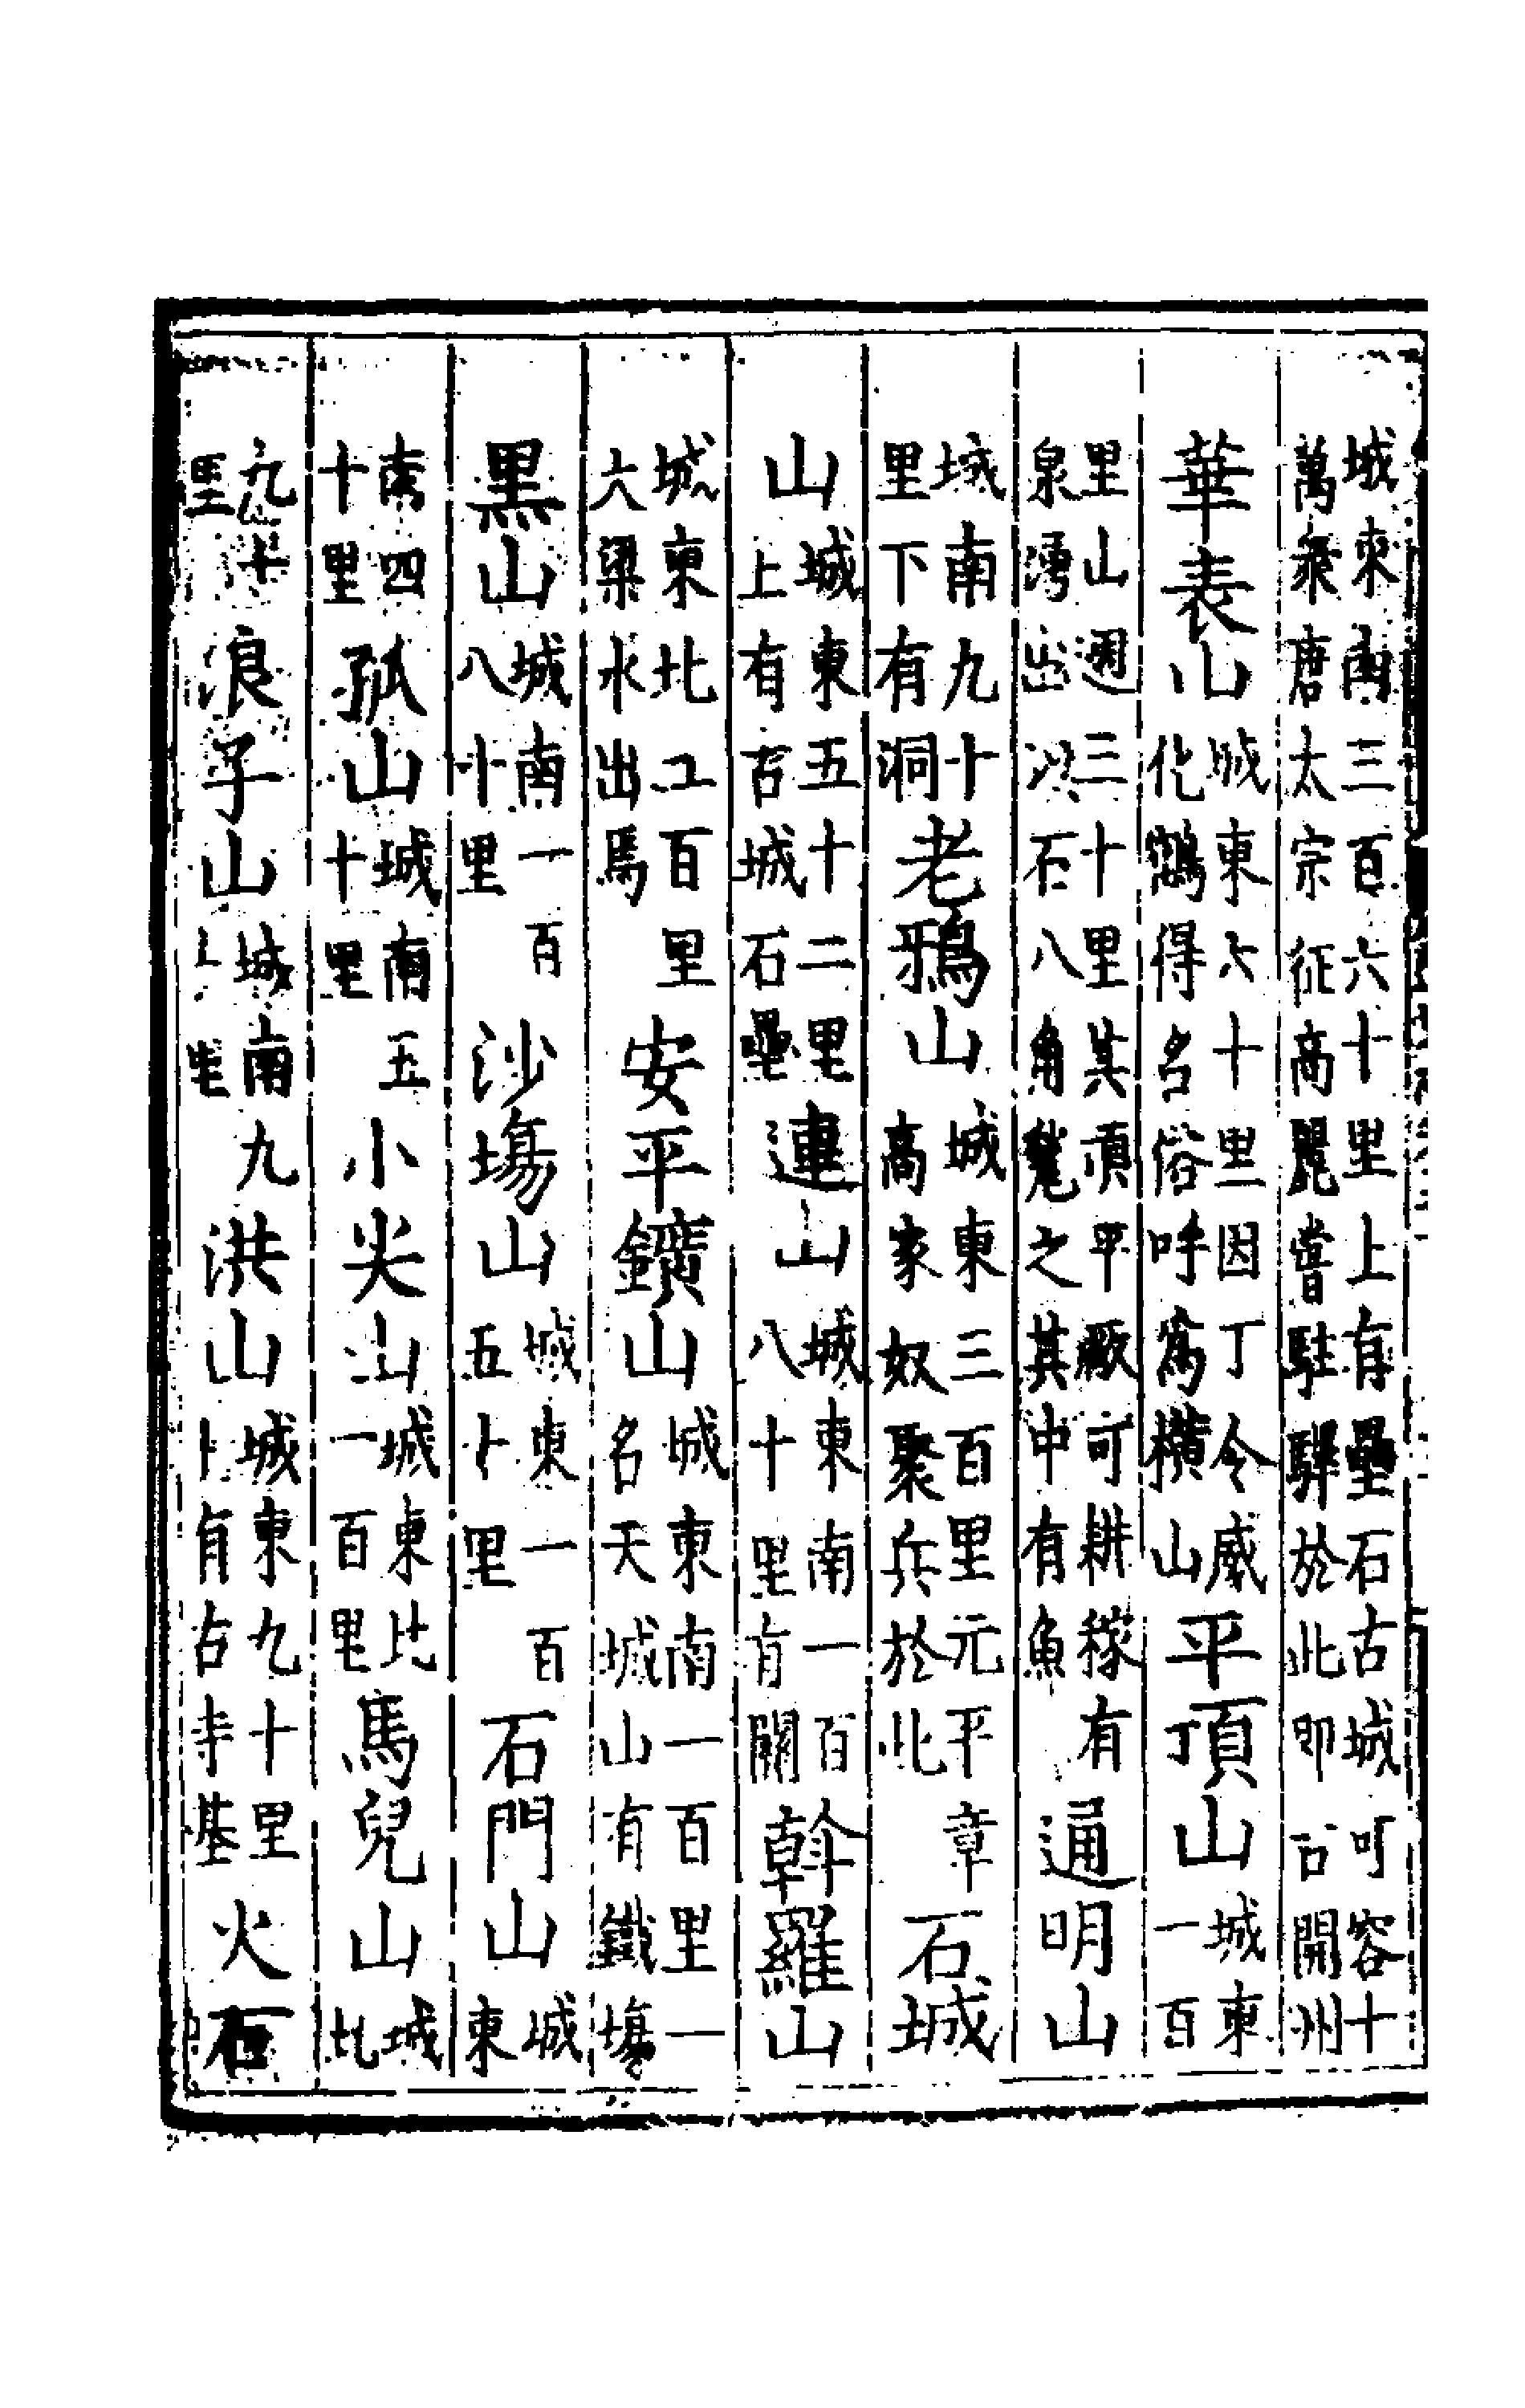 城東南三百六十里上有壘石古城可容十
萬衆唐太宗征高麗嘗駐驆於此即古開州
華表山城東六十里因丁令威
化鶴得名俗呼爲橫山平頂山城東
一百
里山週三十里其頂平厰可耕稼有
泉湧出以石八角甃之其中有魚通明山
城南九十
里下有洞老鴉山城東三百里元平章
高家奴聚兵於此石城
山城東五十二里
上有古城石壘連山城東南一百
八十里有關斡羅山
城東北二百里
大梁水出焉安平鑛山城東南一百里一
名天城山有鐵塲
黑山城南一百
八十里沙塲山城東一百
五十里石門山城
東
南四
十里孤山城南五
十里小尖山城東北
一百里馬兒山城
北
九十
里浪子山城南九
十里洪山城東九十里
上有古寺基火石